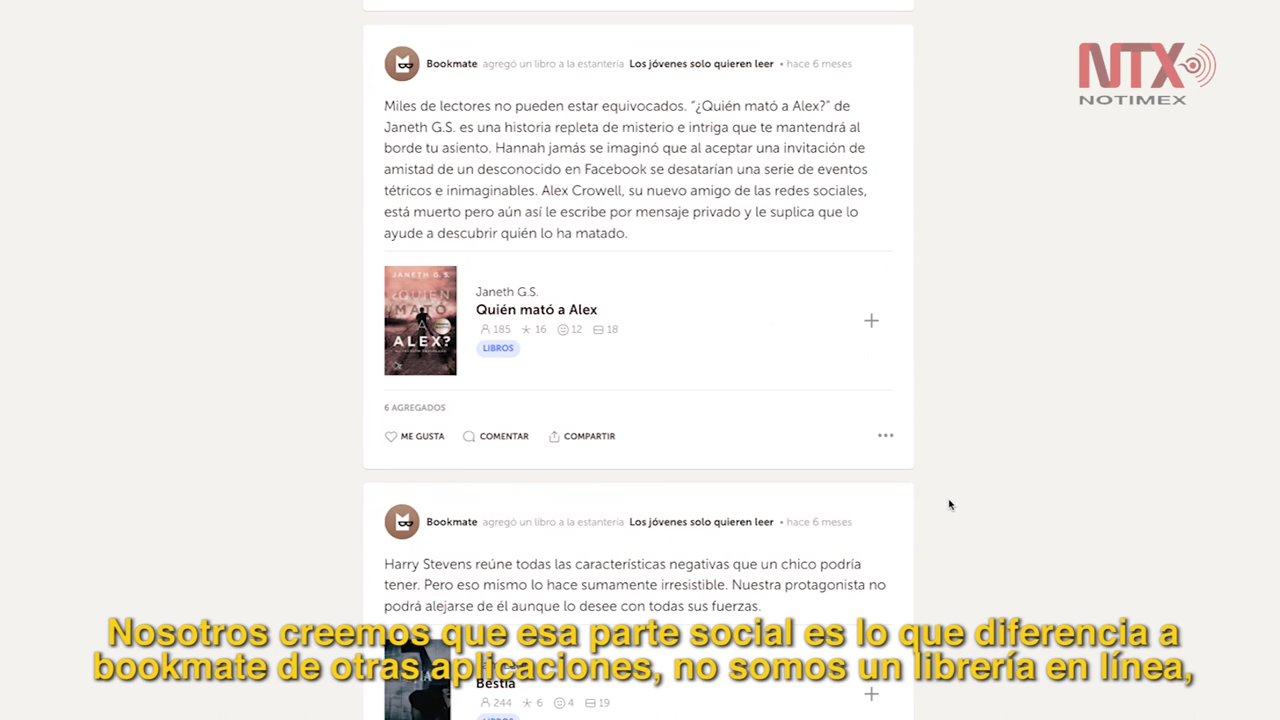 Bookmate agregó un libro a la estantería Los jóvenes solo quieren leer • hace 6 meses
NTX
NOTIMEX
Miles de lectores no pueden estar equivocados. “¿Quién mató a Alex?” de
Janeth G.S. es una historia repleta de misterio e intriga que te mantendrá al
borde tu asiento. Hannah jamás se imaginó que al aceptar una invitación de
amistad de un desconocido en Facebook se desatarían una serie de eventos
tétricos e inimaginables. Alex Crowell, su nuevo amigo de las redes sociales,
está muerto pero aún así le escribe por mensaje privado y le suplica que lo
ayude a descubrir quién lo ha matado.
JANETH G.S.
¿QUIÉN
MATÓ
A
ALEX?
Janeth G.S.
Quién mató a Alex
185 16 12 18
LIBROS
6 AGREGADOS
ME GUSTA COMENTAR COMPARTIR
Bookmate agregó un libro a la estantería Los jóvenes solo quieren leer • hace 6 meses
Harry Stevens reúne todas las características negativas que un chico podría
tener. Pero eso mismo lo hace sumamente irresistible. Nuestra protagonista no
podrá alejarse de él aunque lo desee con todas sus fuerzas.
Nosotros creemos que esa parte social es lo que diferencia a
bookmate de otras aplicaciones, no somos un librería en línea,
Bestia
244 6 4 19
LIBROS